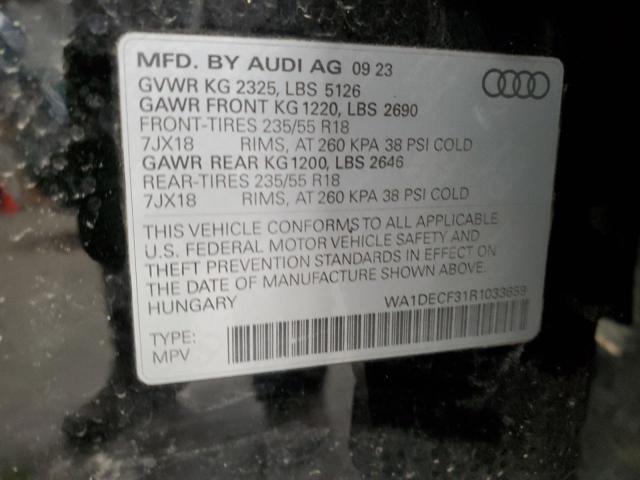 MFD. BY AUDI AG 09 23
GVWR KG 2325, LBS 5126
GAWR FRONT KG 1220, LBS 2690
FRONT-TIRES 235/55 R18
7JX18 RIMS, AT 260 KPA 38 PSI COLD
GAWR REAR KG 1200, LBS 2646
REAR-TIRES 235/55 R18
7JX18 RIMS, AT 260 KPA 38 PSI COLD
THIS VEHICLE CONFORMS TO ALL APPLICABLE
U.S. FEDERAL MOTOR VEHICLE SAFETY AND
THEFT PREVENTION STANDARDS IN EFFECT ON
THE DATE OF MANUFACTURE SHOWN ABOVE.
HUNGARY WA1DECF31R1033659
TYPE:
MPV